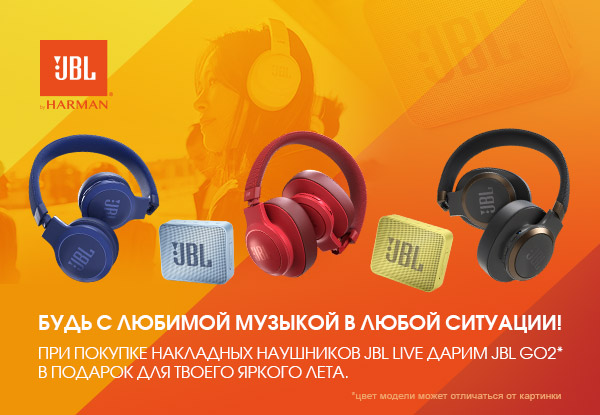 JBL
by HARMAN
JBL
JBL
JBL
JBL
JBL
JBL
БУДЬ С ЛЮБИМОЙ МУЗЫКОЙ В ЛЮБОЙ СИТУАЦИИ!
ПРИ ПОКУПКЕ НАКЛАДНЫХ НАУШНИКОВ JBL LIVE ДАРИМ JBL GO2*
В ПОДАРОК ДЛЯ ТВОЕГО ЯРКОГО ЛЕТА.
*цвет модели может отличаться от картинки